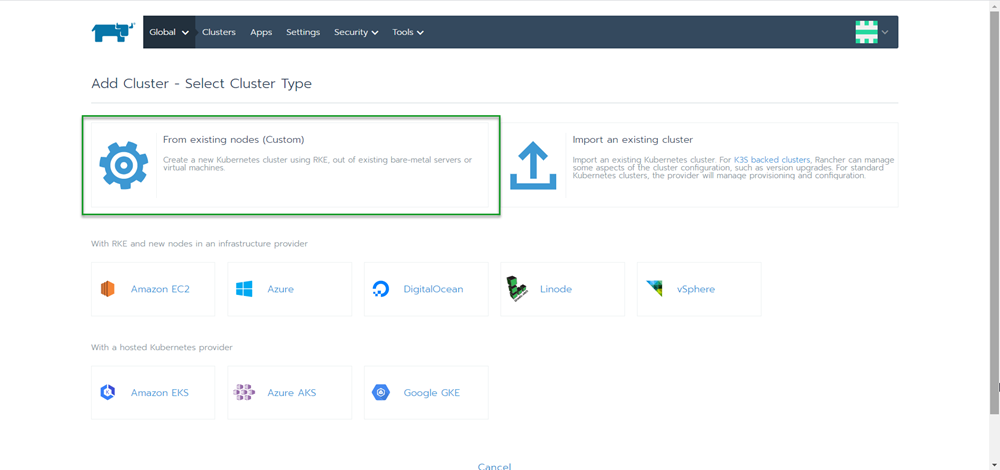 Global Clusters Apps Settings Security Tools
Add Cluster - Select Cluster Type
From existing nodes (Custom)
Create a new Kubernetes cluster using RKE, out of existing bare-metal servers or
virtual machines.
Import an existing cluster
Import an existing Kubernetes cluster. For K3S backed clusters, Rancher can manage
some aspects of the cluster configuration, such as version upgrades. For standard
Kubernetes clusters, the provider will manage provisioning and configuration.
With RKE and new nodes in an infrastructure provider
Amazon EC2 Azure DigitalOcean Linode vSphere
With a hosted Kubernetes provider
Amazon EKS Azure AKS Google GKE
Cancel